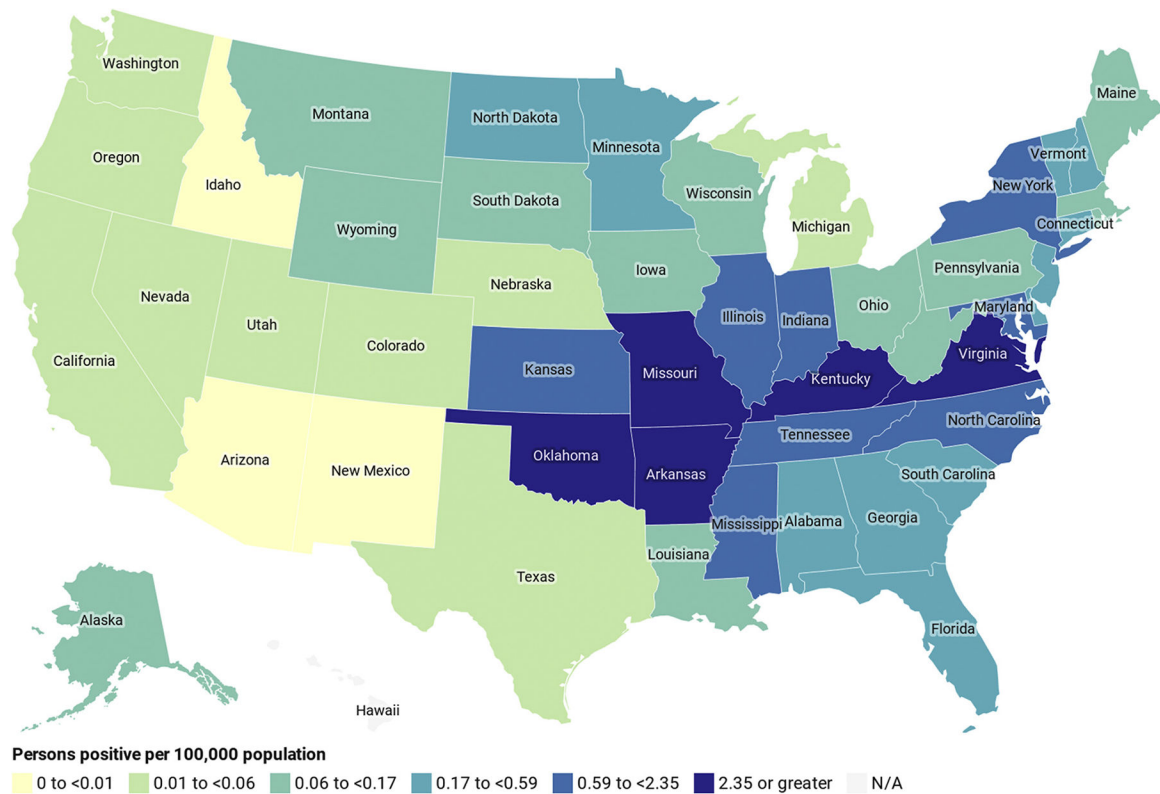 Washington
Oregon
California
Nevada
Idaho
Montana
Wyoming
Utah
Colorado
Arizona
New Mexico
North Dakota
South Dakota
Nebraska
Kansas
Oklahoma
Texas
Minnesota
Iowa
Missouri
Arkansas
Louisiana
Wisconsin
Illinois
Michigan
Indiana
Ohio
Kentucky
Tennessee
Mississippi
Alabama
Georgia
Florida
South Carolina
North Carolina
Virginia
Maryland
Pennsylvania
New York
Connecticut
Vermont
Maine
Alaska
Hawaii
Persons positive per 100,000 population
0 to <0.01 0.01 to <0.06 0.06 to <0.17 0.17 to <0.59 0.59 to <2.35 2.35 or greater N/A